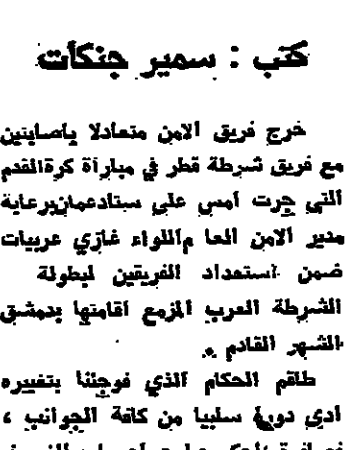 كتب : سمير جنكات
خرج فريق الامن متعادلا باصابتين
مع فريق شرطة قطر في مباراة كرةالقدم
التي جرت امس على ستادعمان برعاية
مدير الامن العا م اللواء غازي عربيات
ضمن استعداد الفريقين لبطولة
الشرطة العرب المزمع اقامتها بدمشق
الشهر القادم .
طاقم الحكام الذي فوجئنا بتغييره
ادى دورة سلبيا من كافة الجوانب ،